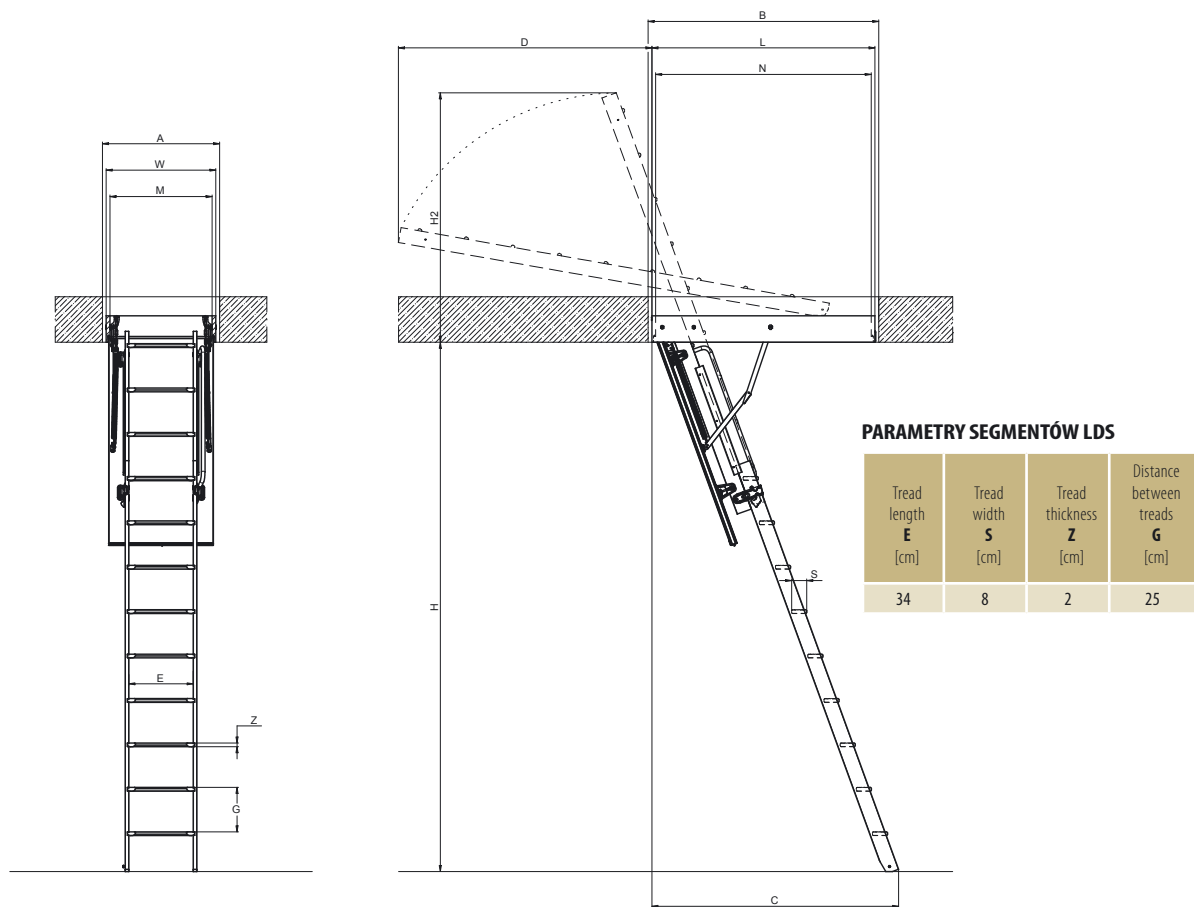 B
D
L
N
A
W
M
H2
PARAMETRY SEGMENTÓW LDS
Tread
length
E
[cm]
Tread
width
S
[cm]
Tread
thickness
Z
[cm]
Distance
between
treads
G
[cm]
34
8
2
25
S
H
E
Z
G
C